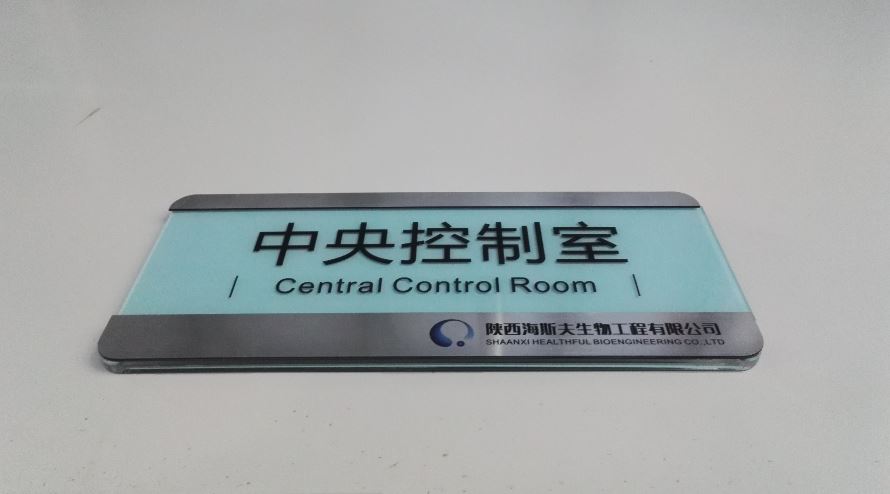 中央控制室
Central Control Room
陕西海斯夫生物工程有限公司
SHAANXI HEALTHFUL BIOENGINEERING CO.,LTD